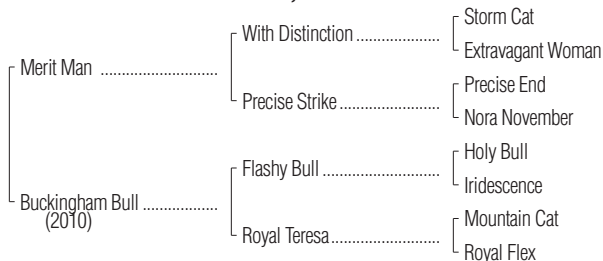 Storm Cat
With Distinction ...................
Extravagant Woman
Merit Man ...........................
Precise End
Precise Strike.......................
Nora November
Holy Bull
Flashy Bull ...........................
Iridescence
Buckingham Bull .................
(2010)
Mountain Cat
Royal Teresa.........................
Royal Flex